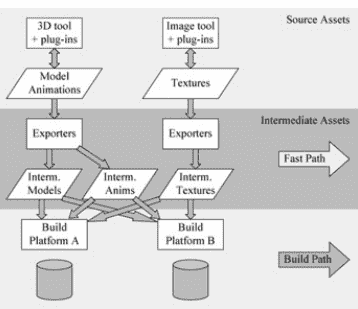 Source Assets
3D tool
+ plug-ins
Image tool
+ plug-ins
Model
Animations
Textures
Intermediate Assets
Exporters
Exporters
Fast Path
Interm.
Models
Interm.
Anims
Interm.
Textures
Build
Platform A
Build
Platform B
Build Path